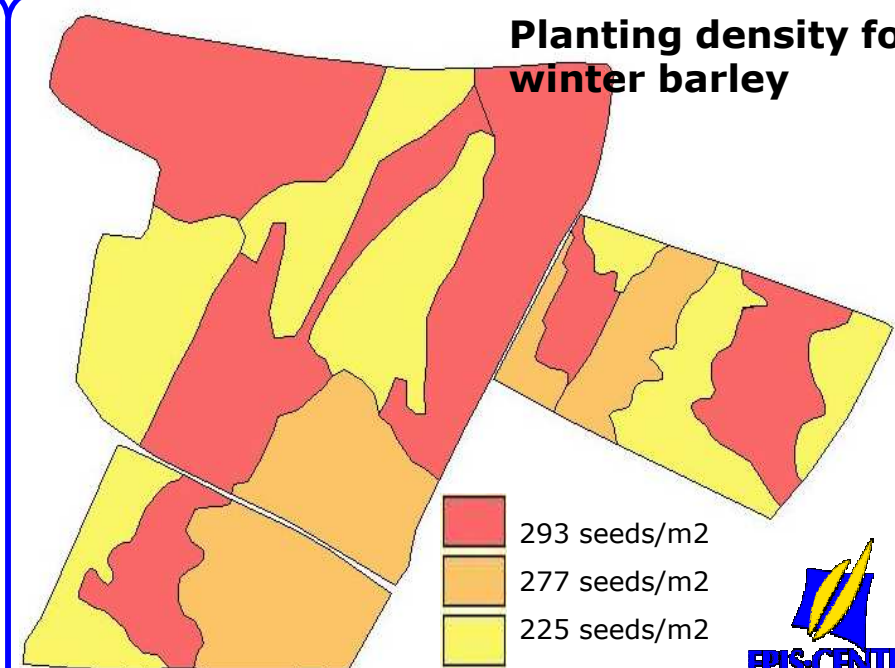 Planting density fo
winter barley
293 seeds/m2
277 seeds/m2
225 seeds/m2